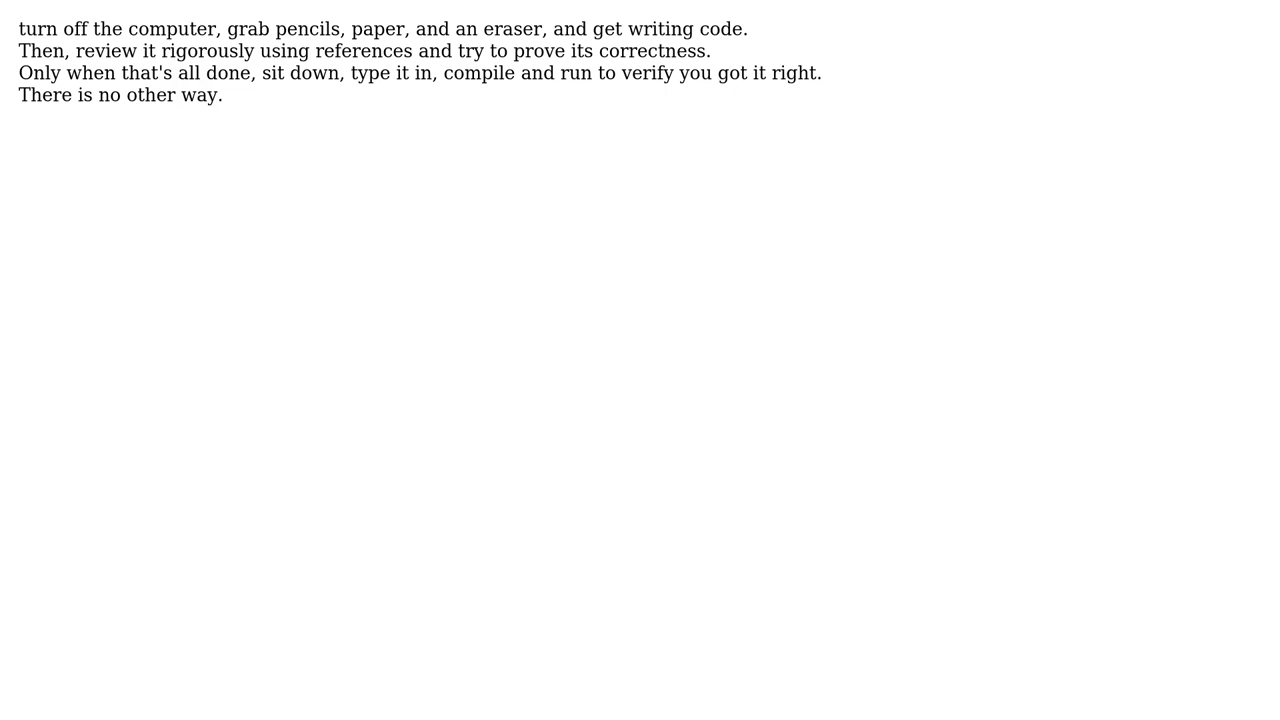 turn off the computer, grab pencils, paper, and an eraser, and get writing code.
Then, review it rigorously using references and try to prove its correctness.
Only when that's all done, sit down, type it in, compile and run to verify you got it right.
There is no other way.